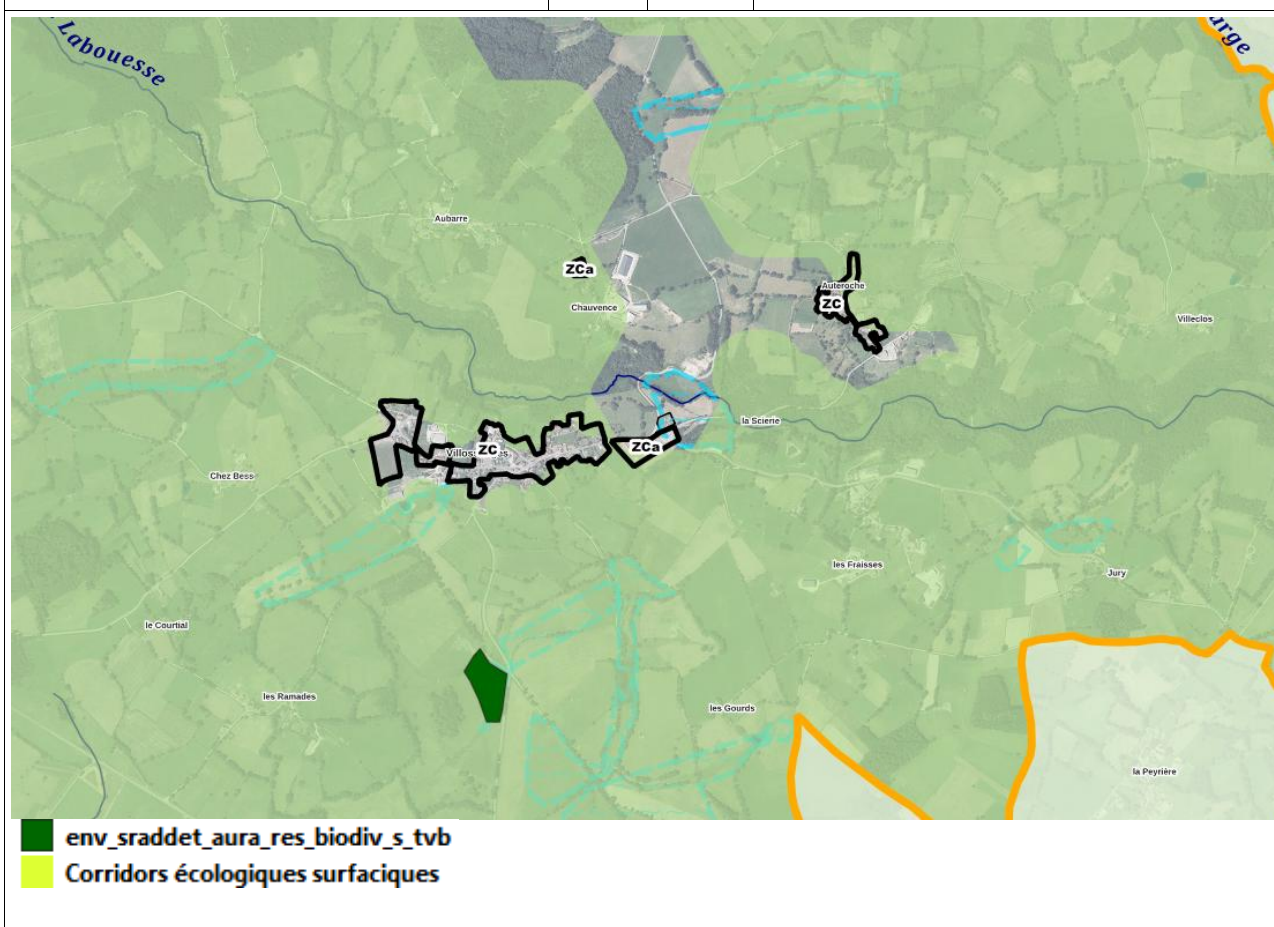 Labouesse
Aubarre
ZCa
Chauvence
Auteroche
ZC
Villeclos
la Scierie
ZC
ZCa
Chez Bess
les Fraisses
Jury
le Courtial
les Ramades
les Gourds
la Peyrière
env_sraddet_aura_res_biodiv_s_tvb
Corridors écologiques surfaciques